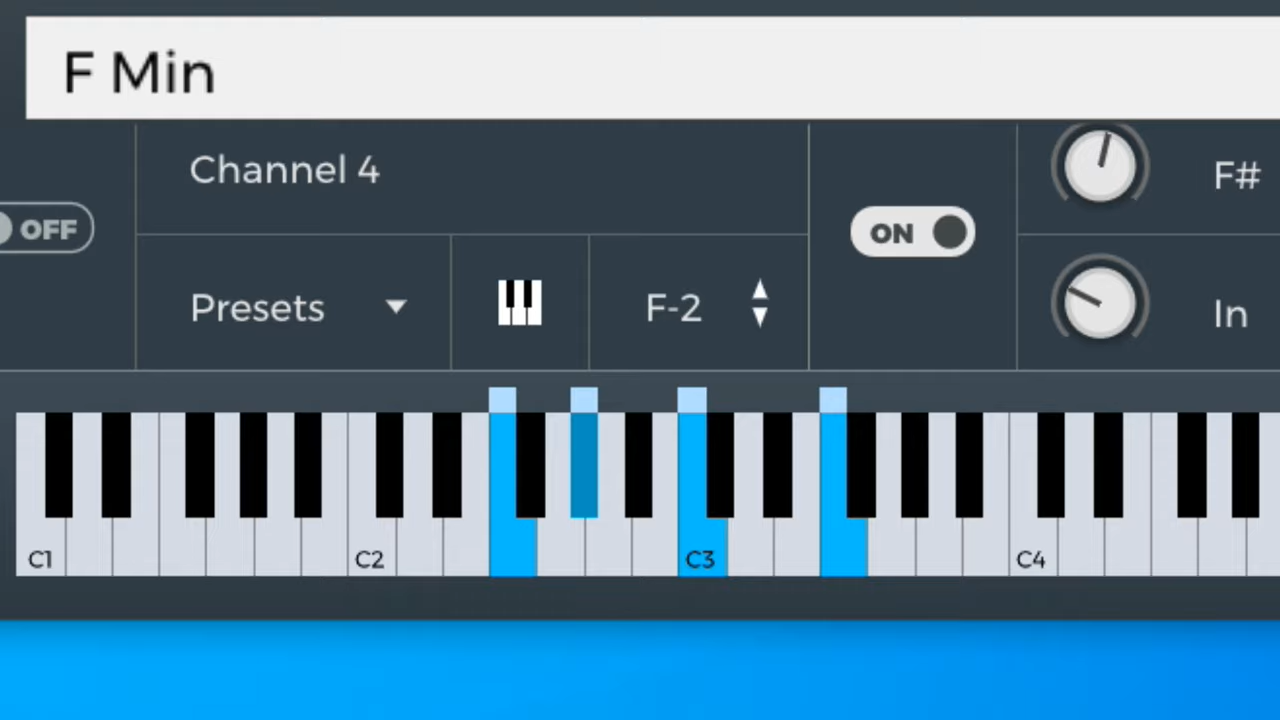 F Min
Channel 4
F#
OFF
ON
Presets
F-2
In
C1
C2
C3
C4